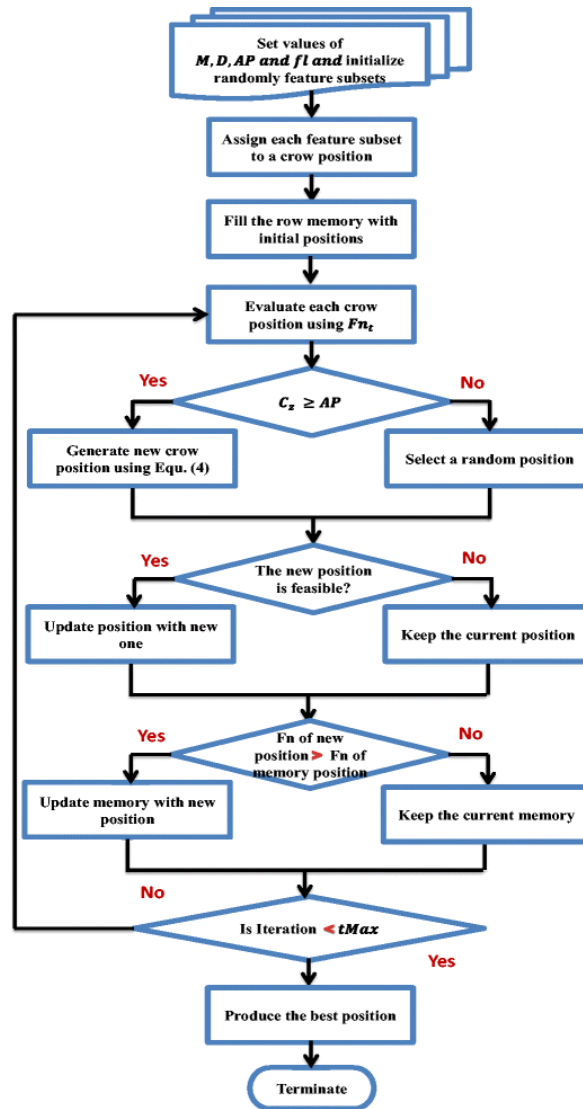 Set values of
M, D, AP and fl and initialize
randomly feature subsets
Assign each feature subset
to a crow position
Fill the row memory with
initial positions
Evaluate each crow
position using Fnₜ
Yes
No
C_z ≥ AP
Generate new crow
position using Equ. (4)
Select a random position
Yes
No
The new position
is feasible?
Update position with new
one
Keep the current position
Yes
No
Fn of new
position > Fn of
memory position
Update memory with new
position
Keep the current memory
No
Is Iteration < tMax
Yes
Produce the best position
Terminate